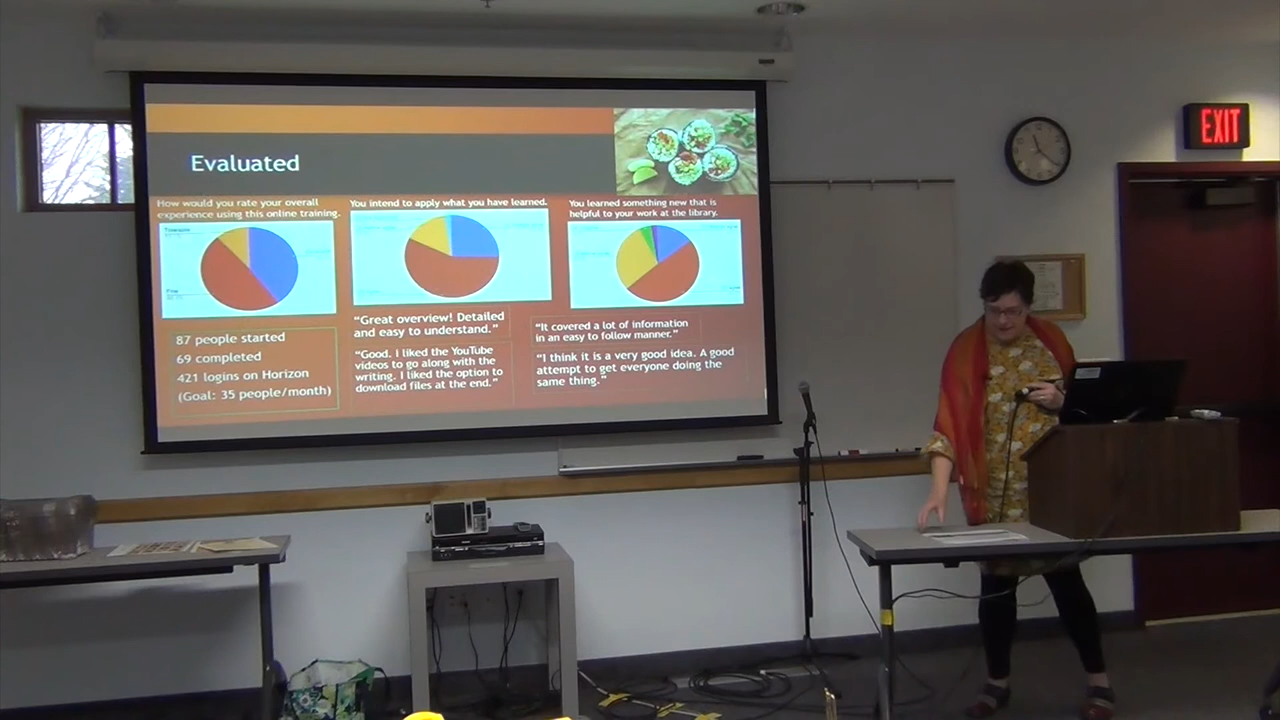 EXIT
Evaluated
How would you rate your overall
experience using this online training.
You intend to apply what you have learned.
You learned something new that is
helpful to your work at the library.
87 people started
69 completed
421 logins on Horizon
(Goal: 35 people/month)
“Great overview! Detailed
and easy to understand.”
“Good. I liked the YouTube
videos to go along with the
writing. I liked the option to
download files at the end.”
“It covered a lot of information
in an easy to follow manner.”
“I think it is a very good idea. A good
attempt to get everyone doing the
same thing.”